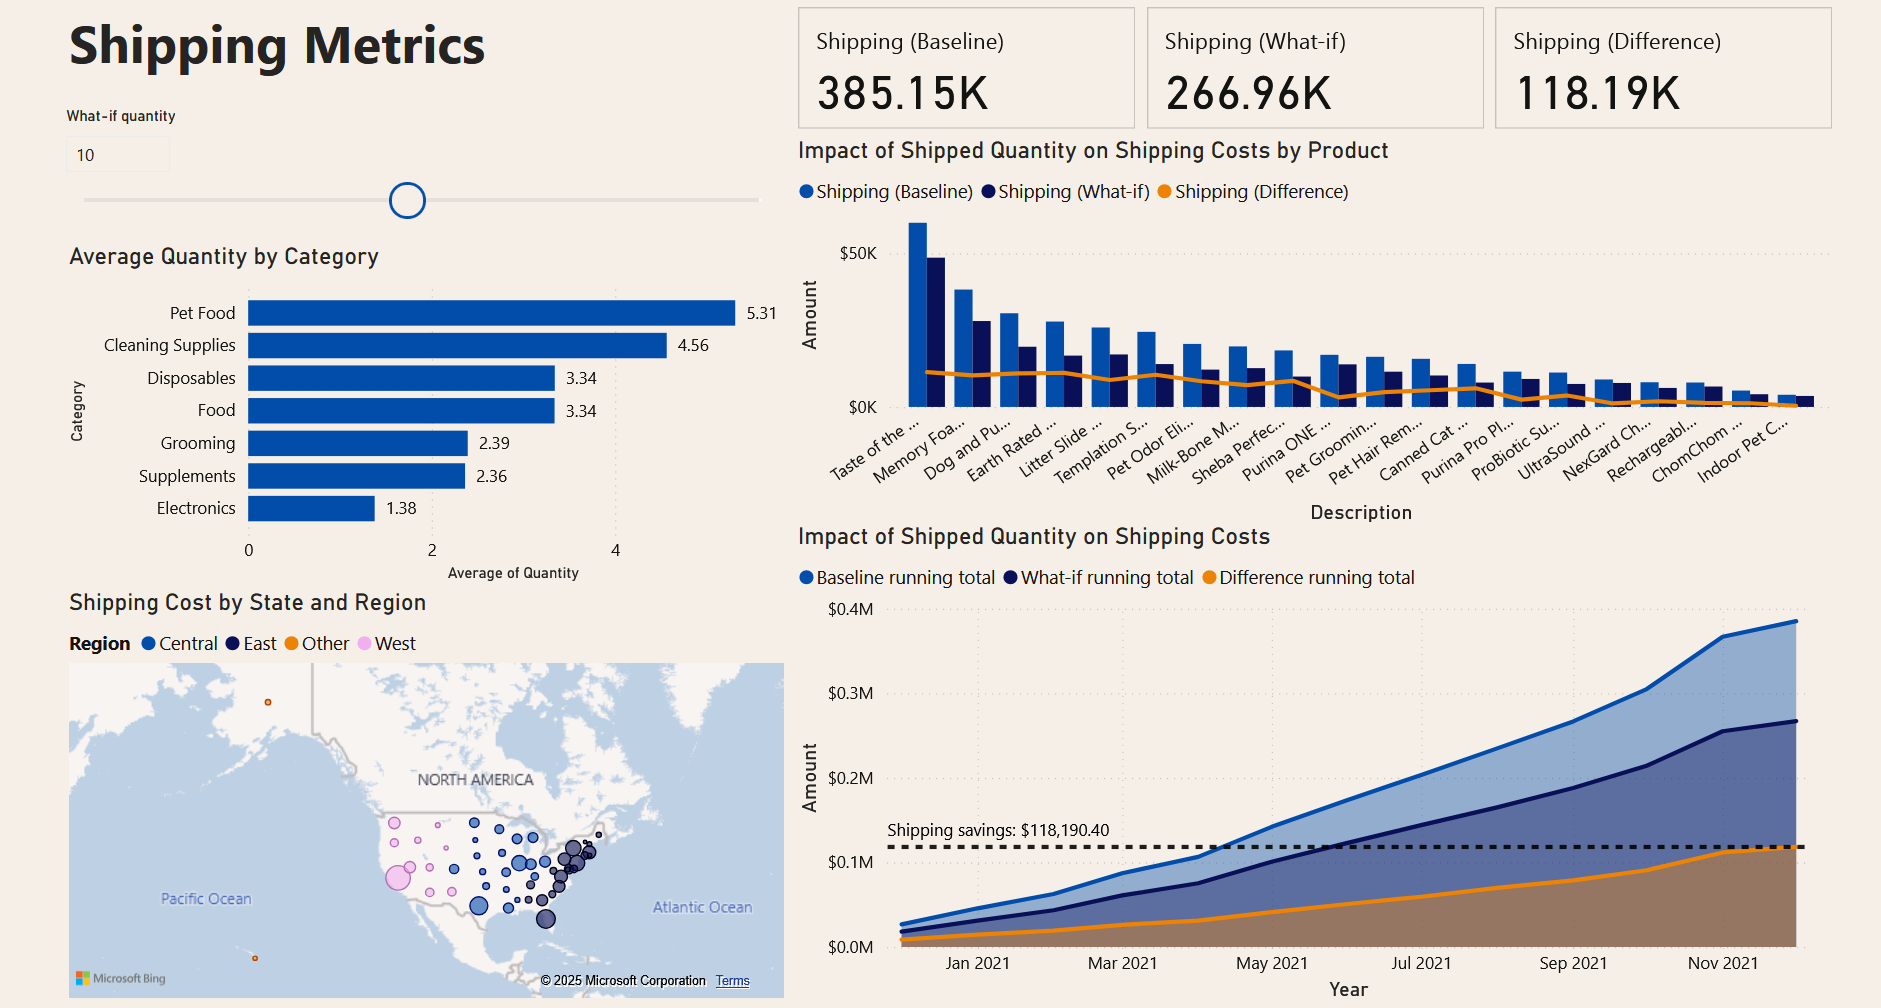 Shipping Metrics
What-if quantity
10
Average Quantity by Category
Category
Pet Food 5.31
Cleaning Supplies 4.56
Disposables 3.34
Food 3.34
Grooming 2.39
Supplements 2.36
Electronics 1.38
0 2 4
Average of Quantity
Shipping Cost by State and Region
Region Central East Other West
NORTH AMERICA
Pacific Ocean
Atlantic Ocean
Microsoft Bing
© 2025 Microsoft Corporation Terms
Shipping (Baseline)
385.15K
Shipping (What-if)
266.96K
Shipping (Difference)
118.19K
Impact of Shipped Quantity on Shipping Costs by Product
Shipping (Baseline) Shipping (What-if) Shipping (Difference)
Amount
$50K
$0K
Taste of the ...
Memory Foa...
Dog and Pu...
Earth Rated ...
Litter Slide ...
Templation S...
Pet Odor Eli...
Milk-Bone M...
Sheba Perfec...
Purina ONE ...
Pet Groomin...
Pet Hair Rem...
Canned Cat ...
Purina Pro Pl...
ProBiotic Su...
UltraSound ...
NexGard Ch...
Rechargeabl...
ChomChom ...
Indoor Pet C...
Description
Impact of Shipped Quantity on Shipping Costs
Baseline running total What-if running total Difference running total
Amount
$0.4M
$0.3M
$0.2M
Shipping savings: $118,190.40
$0.1M
$0.0M
Jan 2021 Mar 2021 May 2021 Jul 2021 Sep 2021 Nov 2021
Year